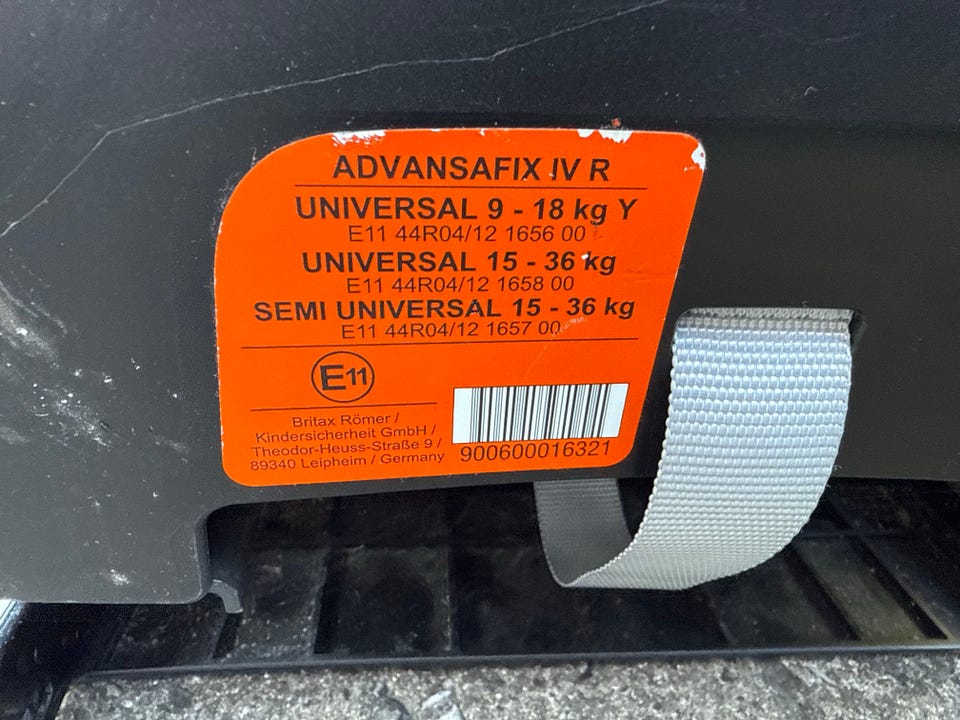 ADVANSAFIX IV R
UNIVERSAL 9 - 18 kg Y
E11 44R04/12 1656 00
UNIVERSAL 15 - 36 kg
E11 44R04/12 1658 00
SEMI UNIVERSAL 15 - 36 kg
E11 44R04/12 1657 00
E11
Britax Römer /
Kindersicherheit GmbH /
Theodor-Heuss-Straße 9 /
89340 Leipheim / Germany
900600016321